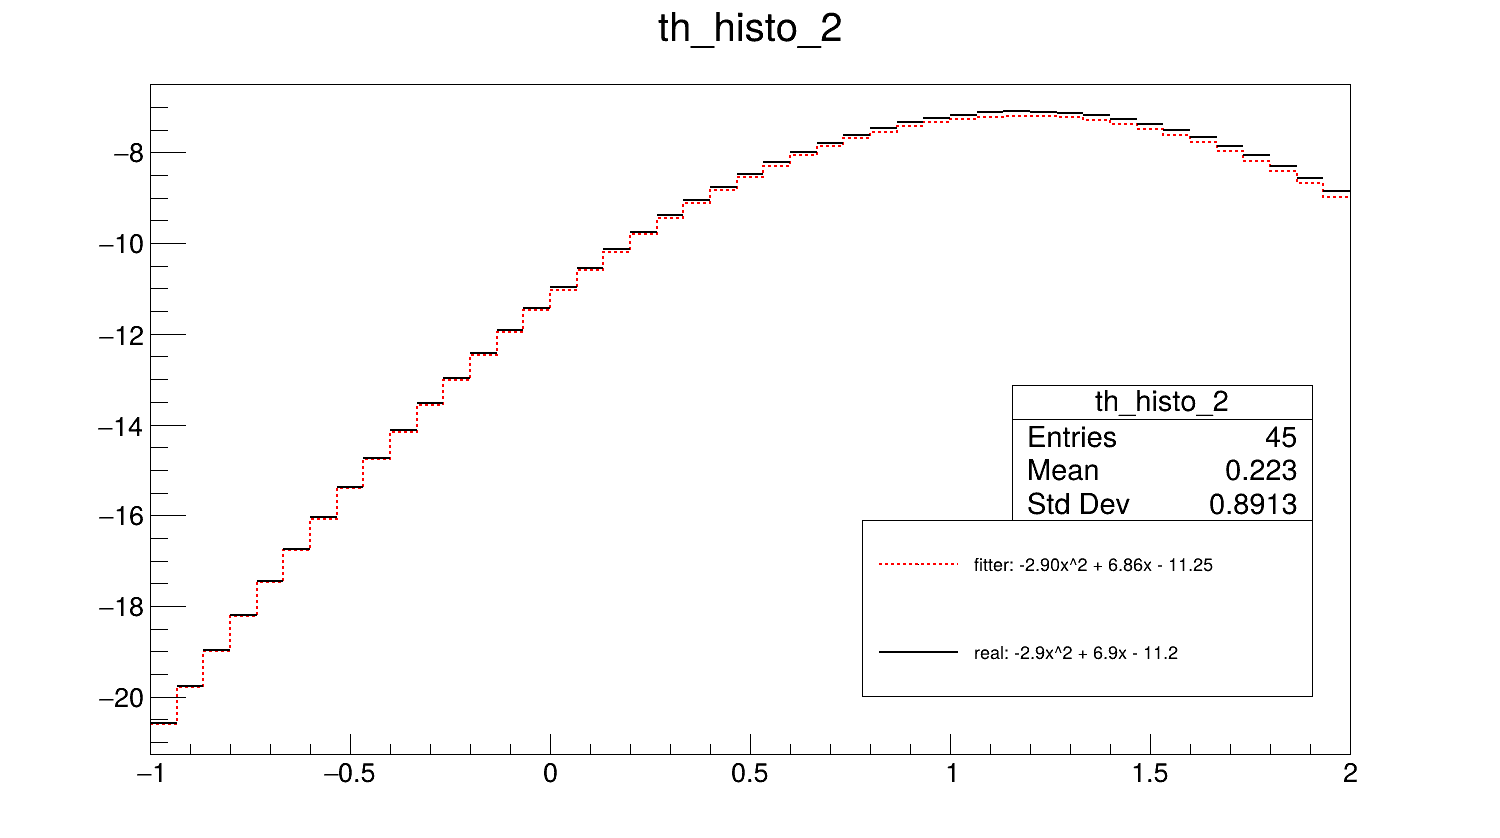 th_histo_2
−8
−10
−12
−14
−16
−18
−20
−1
−0.5
0
0.5
1
1.5
2
th_histo_2
Entries 45
Mean 0.223
Std Dev 0.8913
fitter: -2.90x^2 + 6.86x - 11.25
real: -2.9x^2 + 6.9x - 11.2